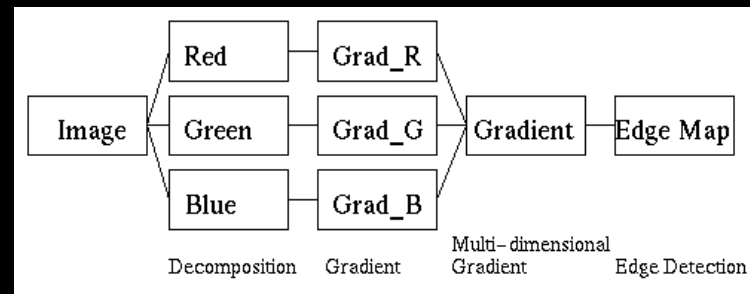 Red Grad_R
Image Green Grad_G Gradient Edge Map
Blue Grad_B
Multi-dimensional
Decomposition Gradient Gradient Edge Detection